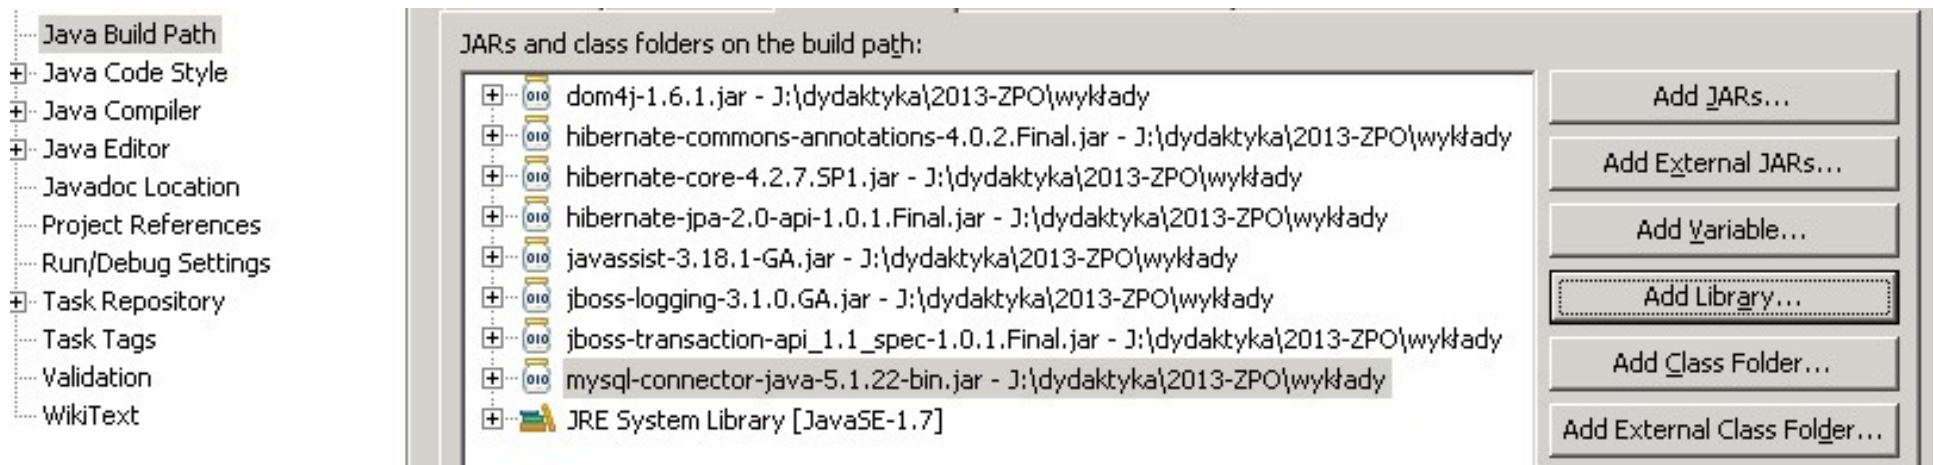 Java Build Path
Java Code Style
Java Compiler
Java Editor
Javadoc Location
Project References
Run/Debug Settings
Task Repository
Task Tags
Validation
WikiText
JARs and class folders on the build path:
dom4j-1.6.1.jar - J:\dydaktyka\2013-ZPO\wykłady
hibernate-commons-annotations-4.0.2.Final.jar - J:\dydaktyka\2013-ZPO\wykłady
hibernate-core-4.2.7.SP1.jar - J:\dydaktyka\2013-ZPO\wykłady
hibernate-jpa-2.0-api-1.0.1.Final.jar - J:\dydaktyka\2013-ZPO\wykłady
javassist-3.18.1-GA.jar - J:\dydaktyka\2013-ZPO\wykłady
jboss-logging-3.1.0.GA.jar - J:\dydaktyka\2013-ZPO\wykłady
jboss-transaction-api_1.1_spec-1.0.1.Final.jar - J:\dydaktyka\2013-ZPO\wykłady
mysql-connector-java-5.1.22-bin.jar - J:\dydaktyka\2013-ZPO\wykłady
JRE System Library [JavaSE-1.7]
Add JARs...
Add External JARs...
Add Variable...
Add Library...
Add Class Folder...
Add External Class Folder...